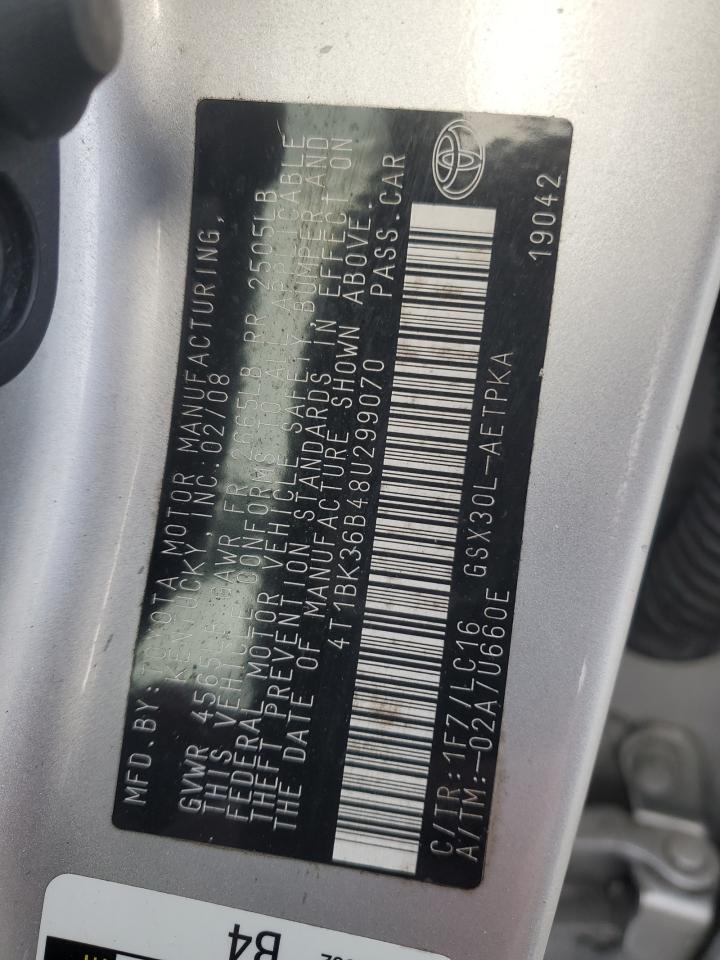 MFD.BY: TOYOTA MOTOR MANUFACTURING,
KENTUCKY, INC. 02/08
GVWR 4565LB GAWR FR 2665LB RR 2505LB
THIS VEHICLE CONFORMS TO ALL APPLICABLE
FEDERAL MOTOR VEHICLE SAFETY, BUMPER AND
THEFT PREVENTION STANDARDS IN EFFECT ON
THE DATE OF MANUFACTURE SHOWN ABOVE.
4T1BK36B48U299070 PASS.CAR
C/TR:1F7/LC16
A/TM:-02A/U660E GSX30L-AETPKA
19042
B4